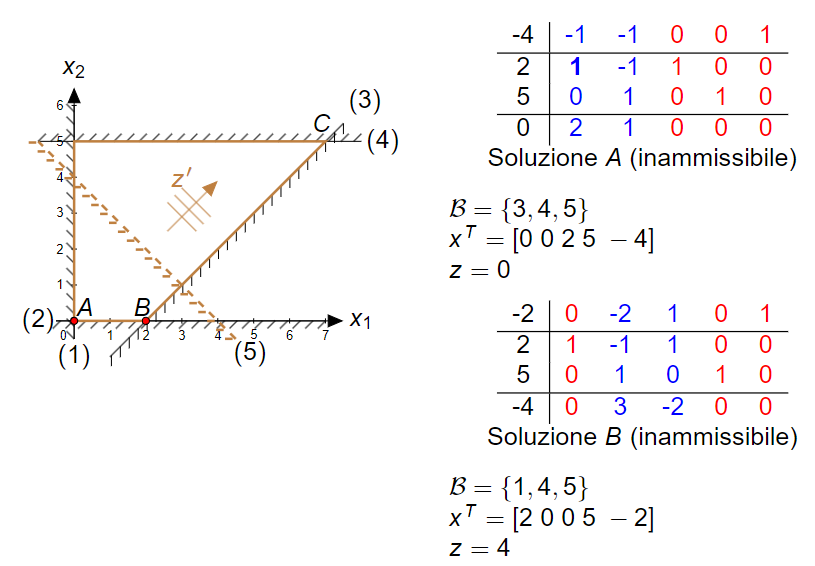 x₂
6
(3)
C
5
(4)
4
z′
3
2
1
A
B
(2)
x₁
0
1
2
3
4
5
6
7
(1)
(5)
-4 -1 -1 0 0 1
2 1 -1 1 0 0
5 0 1 0 1 0
0 2 1 0 0 0
Soluzione A (inammissibile)
ℬ = {3, 4, 5}
xᵀ = [0 0 2 5 − 4]
z = 0
-2 0 -2 1 0 1
2 1 -1 1 0 0
5 0 1 0 1 0
-4 0 3 -2 0 0
Soluzione B (inammissibile)
ℬ = {1, 4, 5}
xᵀ = [2 0 0 5 − 2]
z = 4